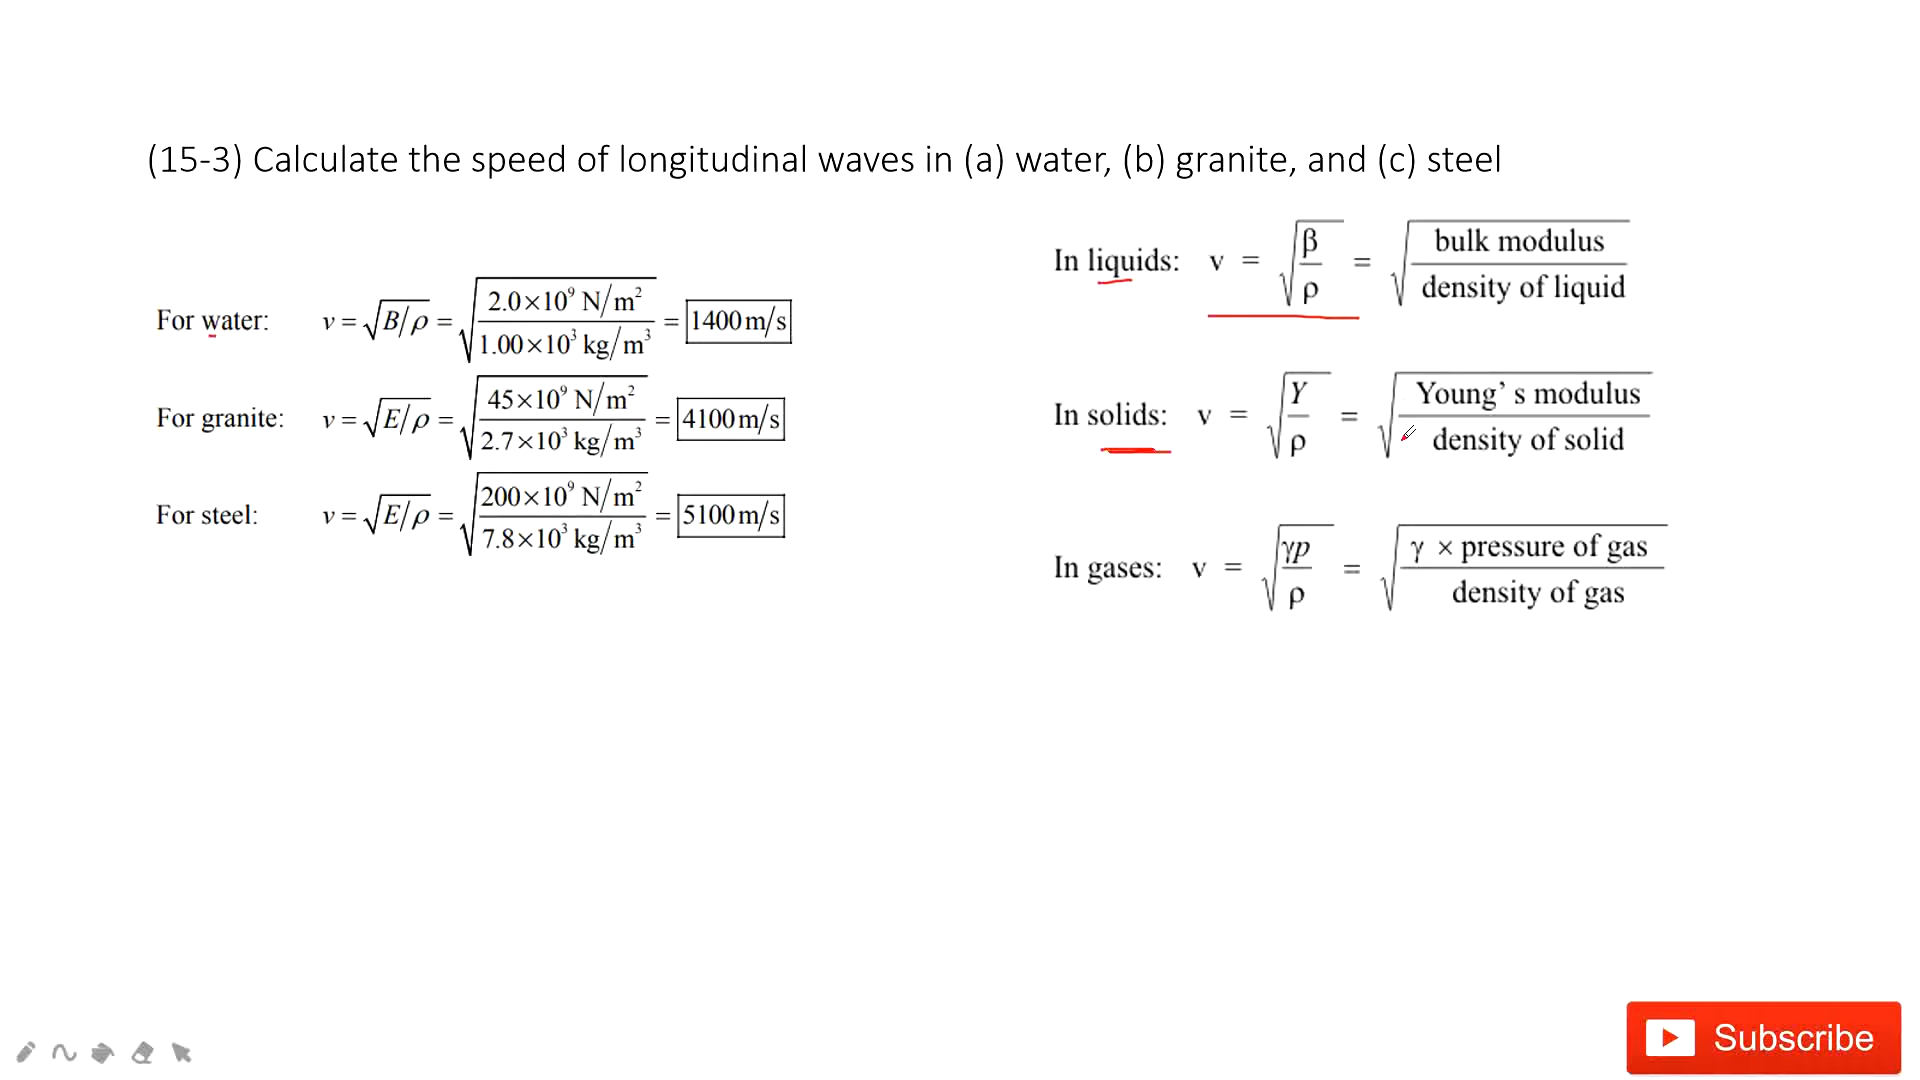 (15-3) Calculate the speed of longitudinal waves in (a) water, (b) granite, and (c) steel
For water: v = √(B/ρ) = √(2.0×10⁹ N/m² / 1.00×10³ kg/m³) = 1400 m/s
For granite: v = √(E/ρ) = √(45×10⁹ N/m² / 2.7×10³ kg/m³) = 4100 m/s
For steel: v = √(E/ρ) = √(200×10⁹ N/m² / 7.8×10³ kg/m³) = 5100 m/s
In liquids: v = √(β/ρ) = √(bulk modulus / density of liquid)
In solids: v = √(Y/ρ) = √(Young's modulus / density of solid)
In gases: v = √(γp/ρ) = √(γ × pressure of gas / density of gas)
Subscribe